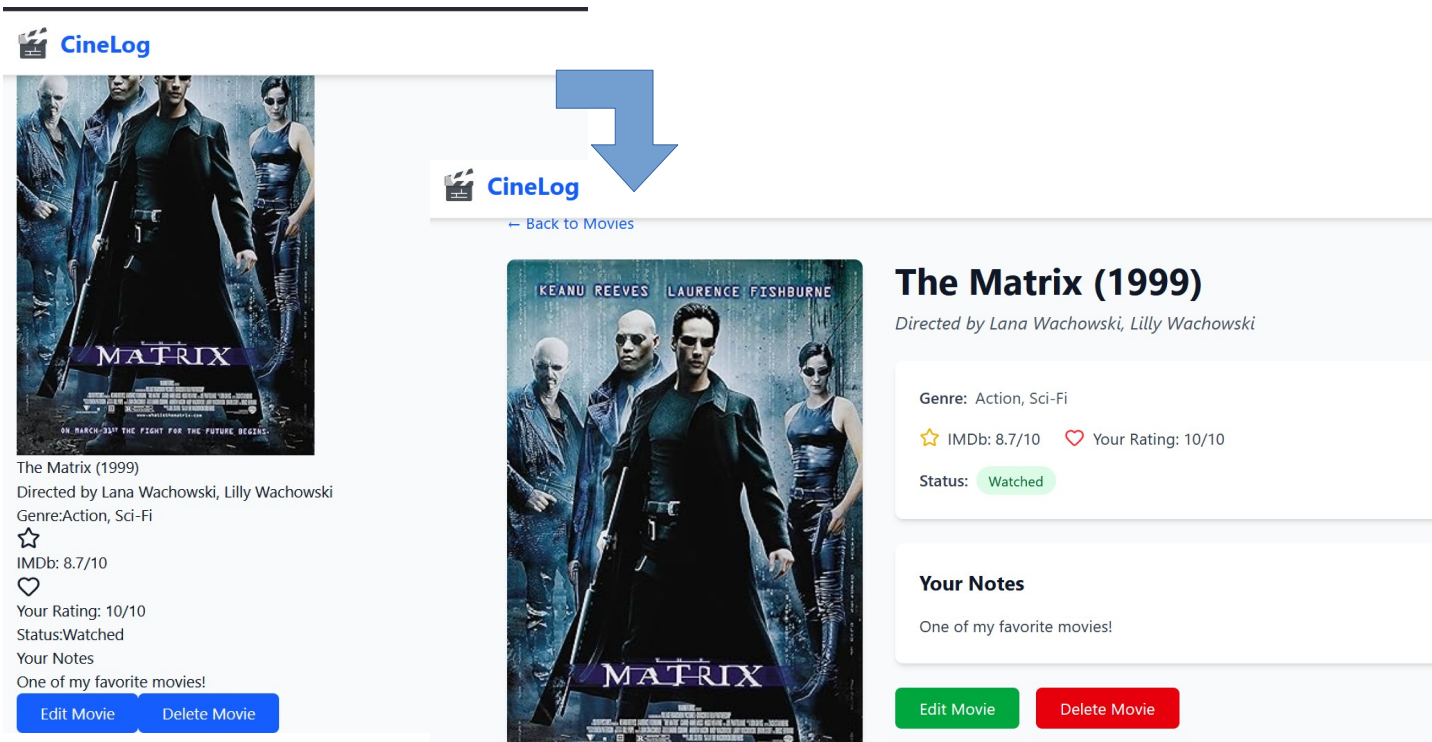 CineLog
MATRIX
ON MARCH 31ST THE FIGHT FOR THE FUTURE BEGINS.
The Matrix (1999)
Directed by Lana Wachowski, Lilly Wachowski
Genre:Action, Sci-Fi
IMDb: 8.7/10
Your Rating: 10/10
Status:Watched
Your Notes
One of my favorite movies!
Edit Movie Delete Movie
CineLog
← Back to Movies
KEANU REEVES LAURENCE FISHBURNE
THE
MATRIX
The Matrix (1999)
Directed by Lana Wachowski, Lilly Wachowski
Genre: Action, Sci-Fi
IMDb: 8.7/10 Your Rating: 10/10
Status: Watched
Your Notes
One of my favorite movies!
Edit Movie Delete Movie